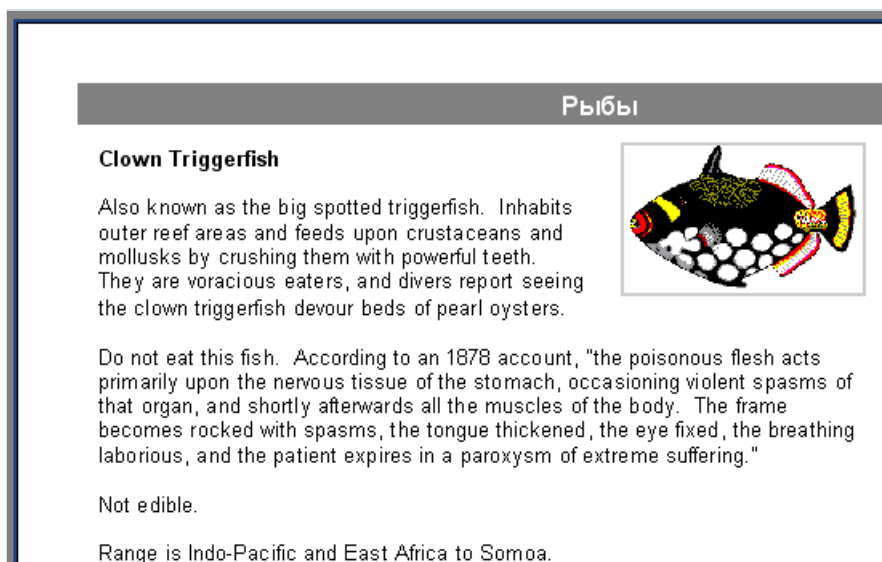 Рыбы
Clown Triggerfish
Also known as the big spotted triggerfish.  Inhabits
outer reef areas and feeds upon crustaceans and
mollusks by crushing them with powerful teeth.
They are voracious eaters, and divers report seeing
the clown triggerfish devour beds of pearl oysters.
Do not eat this fish.  According to an 1878 account, "the poisonous flesh acts
primarily upon the nervous tissue of the stomach, occasioning violent spasms of
that organ, and shortly afterwards all the muscles of the body.  The frame
becomes rocked with spasms, the tongue thickened, the eye fixed, the breathing
laborious, and the patient expires in a paroxysm of extreme suffering."
Not edible.
Range is Indo-Pacific and East Africa to Somoa.